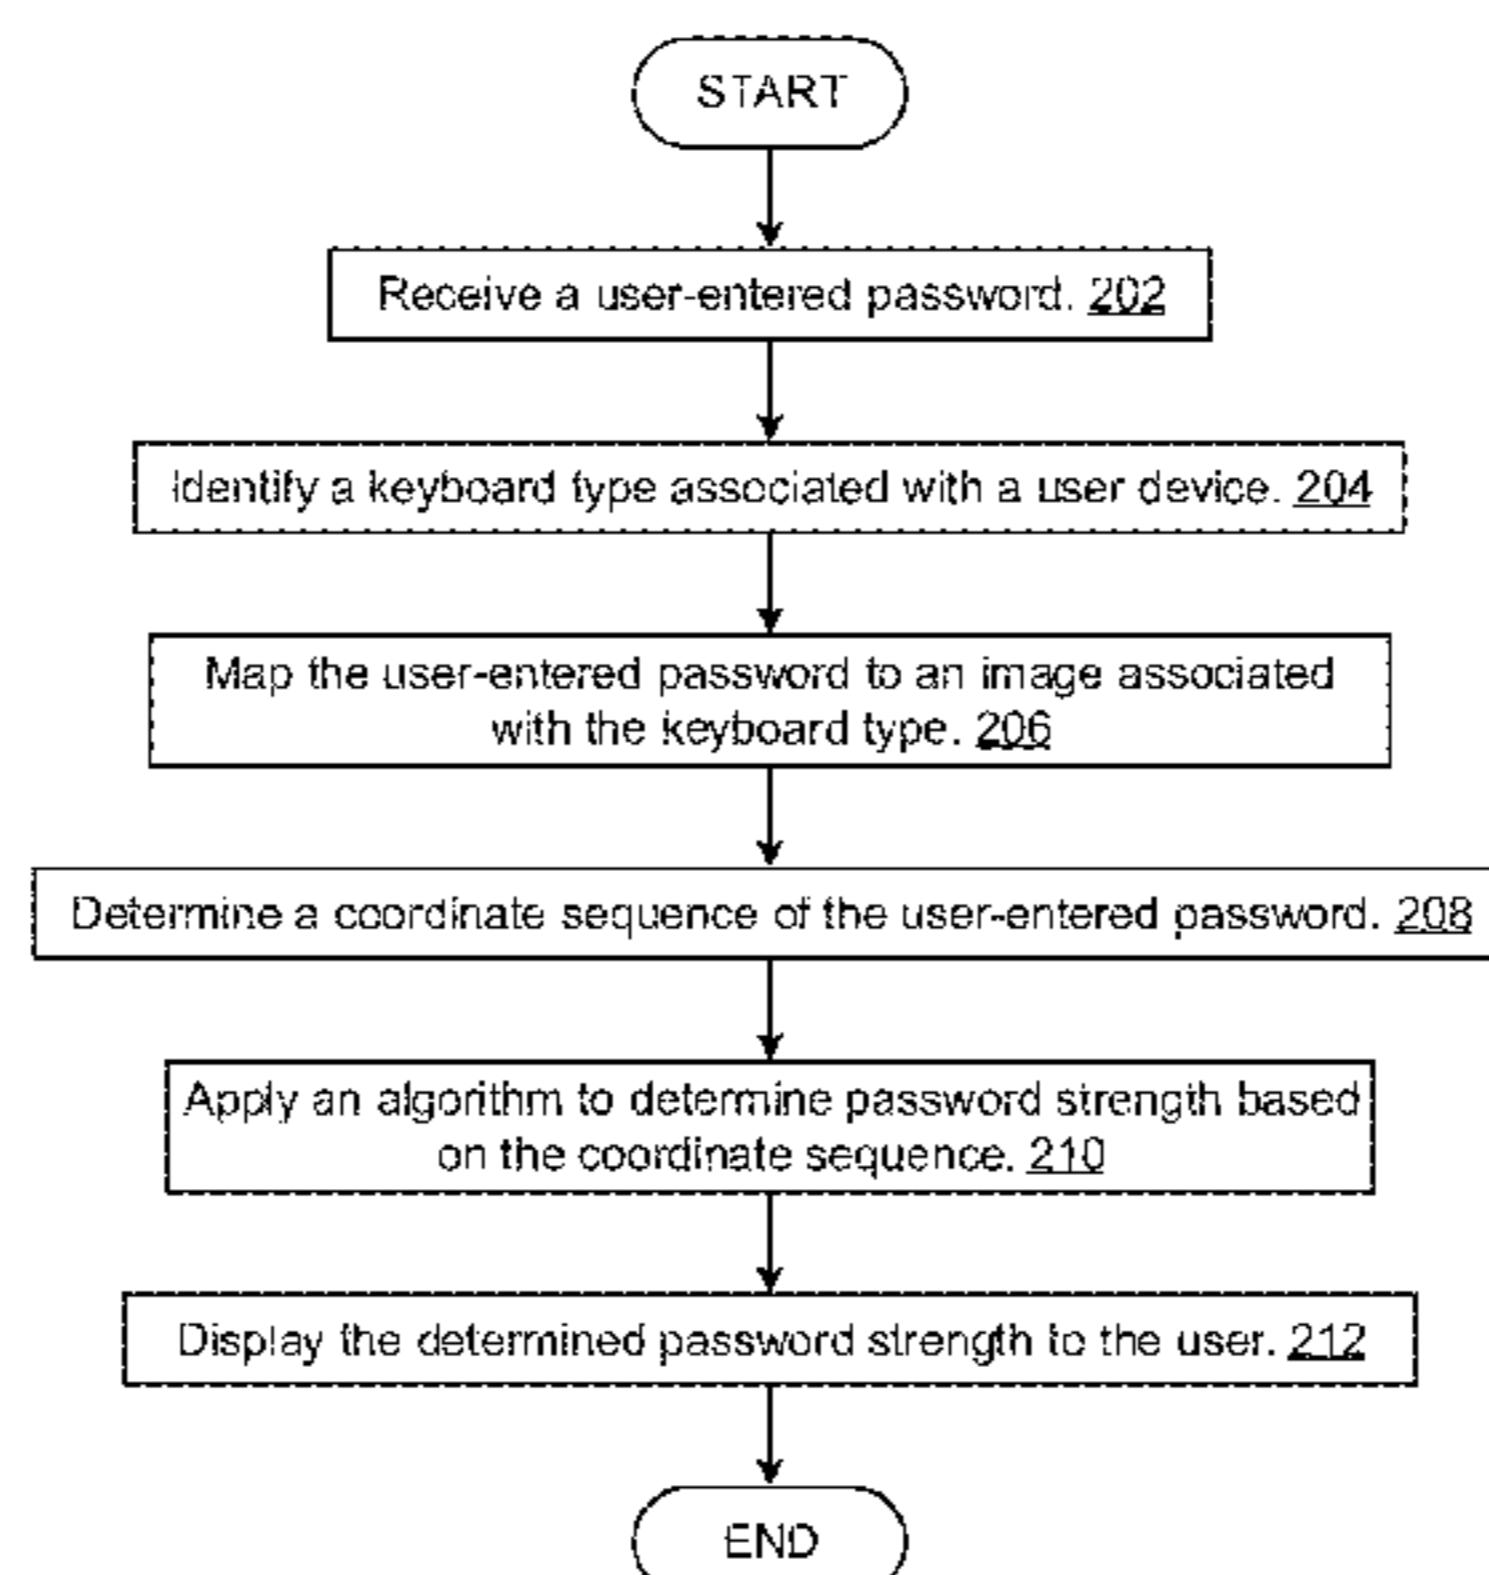 START
Receive a user-entered password. 202
Identify a keyboard type associated with a user device. 204
Map the user-entered password to an image associated
with the keyboard type. 206
Determine a coordinate sequence of the user-entered password. 208
Apply an algorithm to determine password strength based
on the coordinate sequence. 210
Display the determined password strength to the user. 212
END